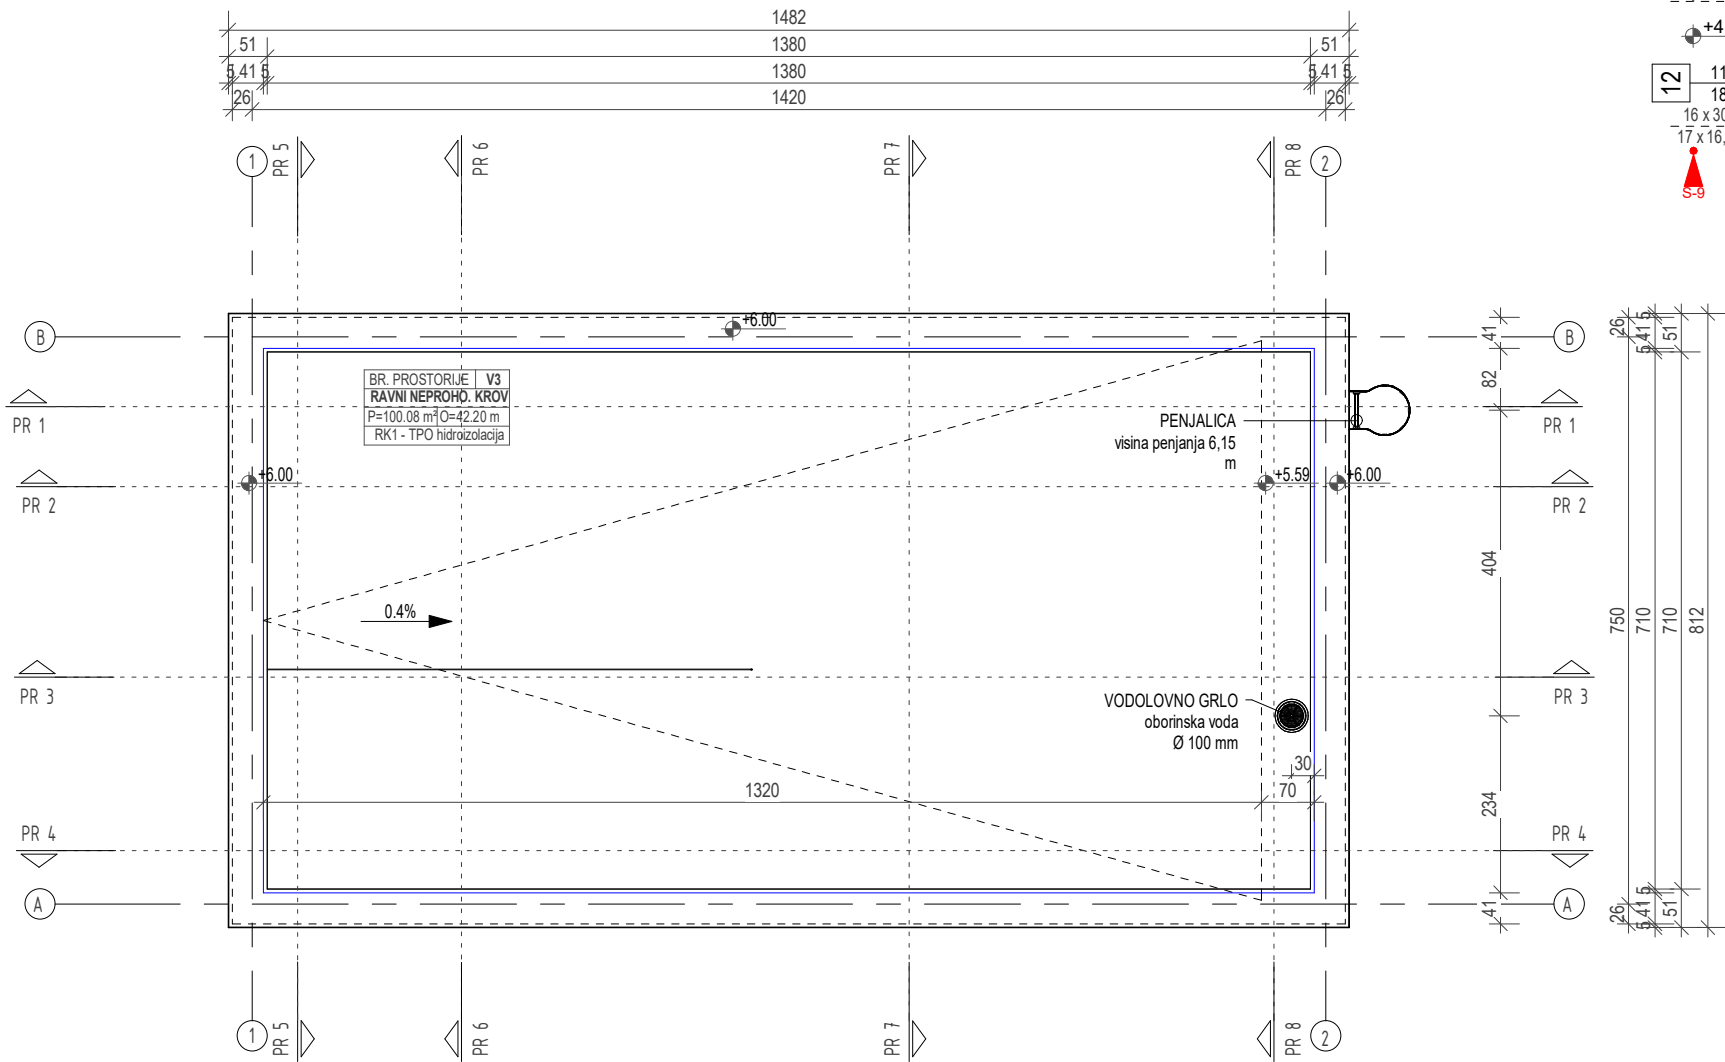 1482
51 1380 51
5 41 5 1380 5 41 5
26 1420 26
+4
12
11
18
16 x 30
17 x 16,
S-9
1 PR 5 PR 6 PR 7 PR 8 2
B +6.00 B
BR. PROSTORIJE V3
RAVNI NEPROHO. KROV
P=100.08 m² O=42.20 m
RK1 - TPO hidroizolacija
PR 1 PR 1
PENJALICA
visina penjanja 6,15
m
+6.00 +5.59 +6.00
PR 2 PR 2
0.4%
PR 3 PR 3
VODOLOVNO GRLO
oborinska voda
Ø 100 mm
30
1320 70
PR 4 PR 4
A A
41 82 404 234 41
26 750 26
5 41 5 710 5 41 5
51 710 51
812
1 PR 5 PR 6 PR 7 PR 8 2